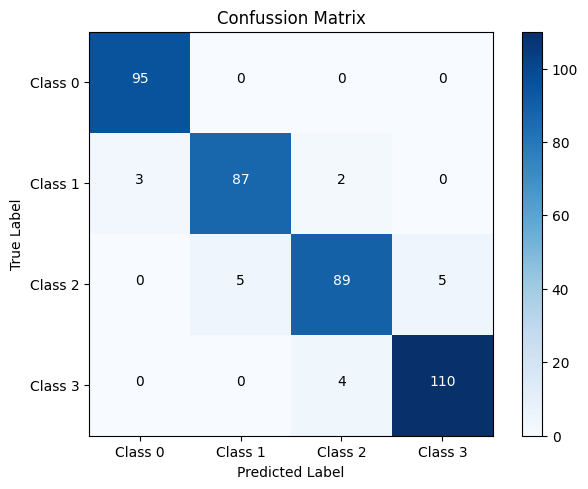 Confussion Matrix
True Label
Class 0 95 0 0 0
Class 1 3 87 2 0
Class 2 0 5 89 5
Class 3 0 0 4 110
Class 0 Class 1 Class 2 Class 3
Predicted Label
100
80
60
40
20
0